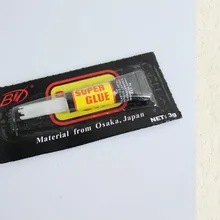 SUPER
GLUE
Material from Osaka, Japan
NET: 3g